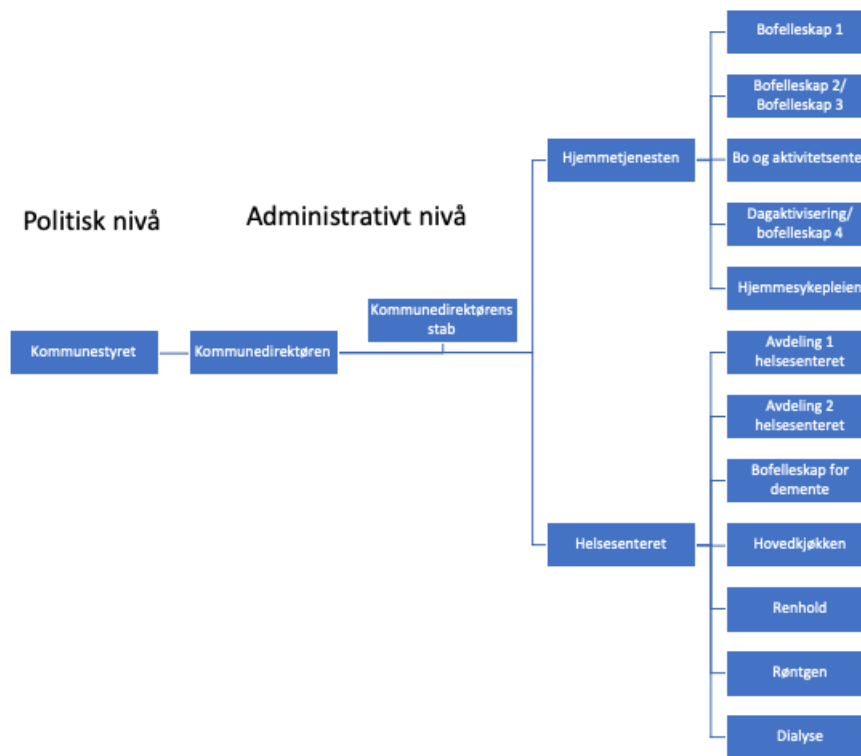 Politisk nivå
Administrativt nivå
Kommunestyret
Kommunedirektøren
Kommunedirektørens
stab
Hjemmetjenesten
Bofelleskap 1
Bofelleskap 2/
Bofelleskap 3
Bo og aktivitetsente
Dagaktivisering/
bofelleskap 4
Hjemmesykepleien
Helsesenteret
Avdeling 1
helsesenteret
Avdeling 2
helsesenteret
Bofelleskap for
demente
Hovedkjøkken
Renhold
Røntgen
Dialyse